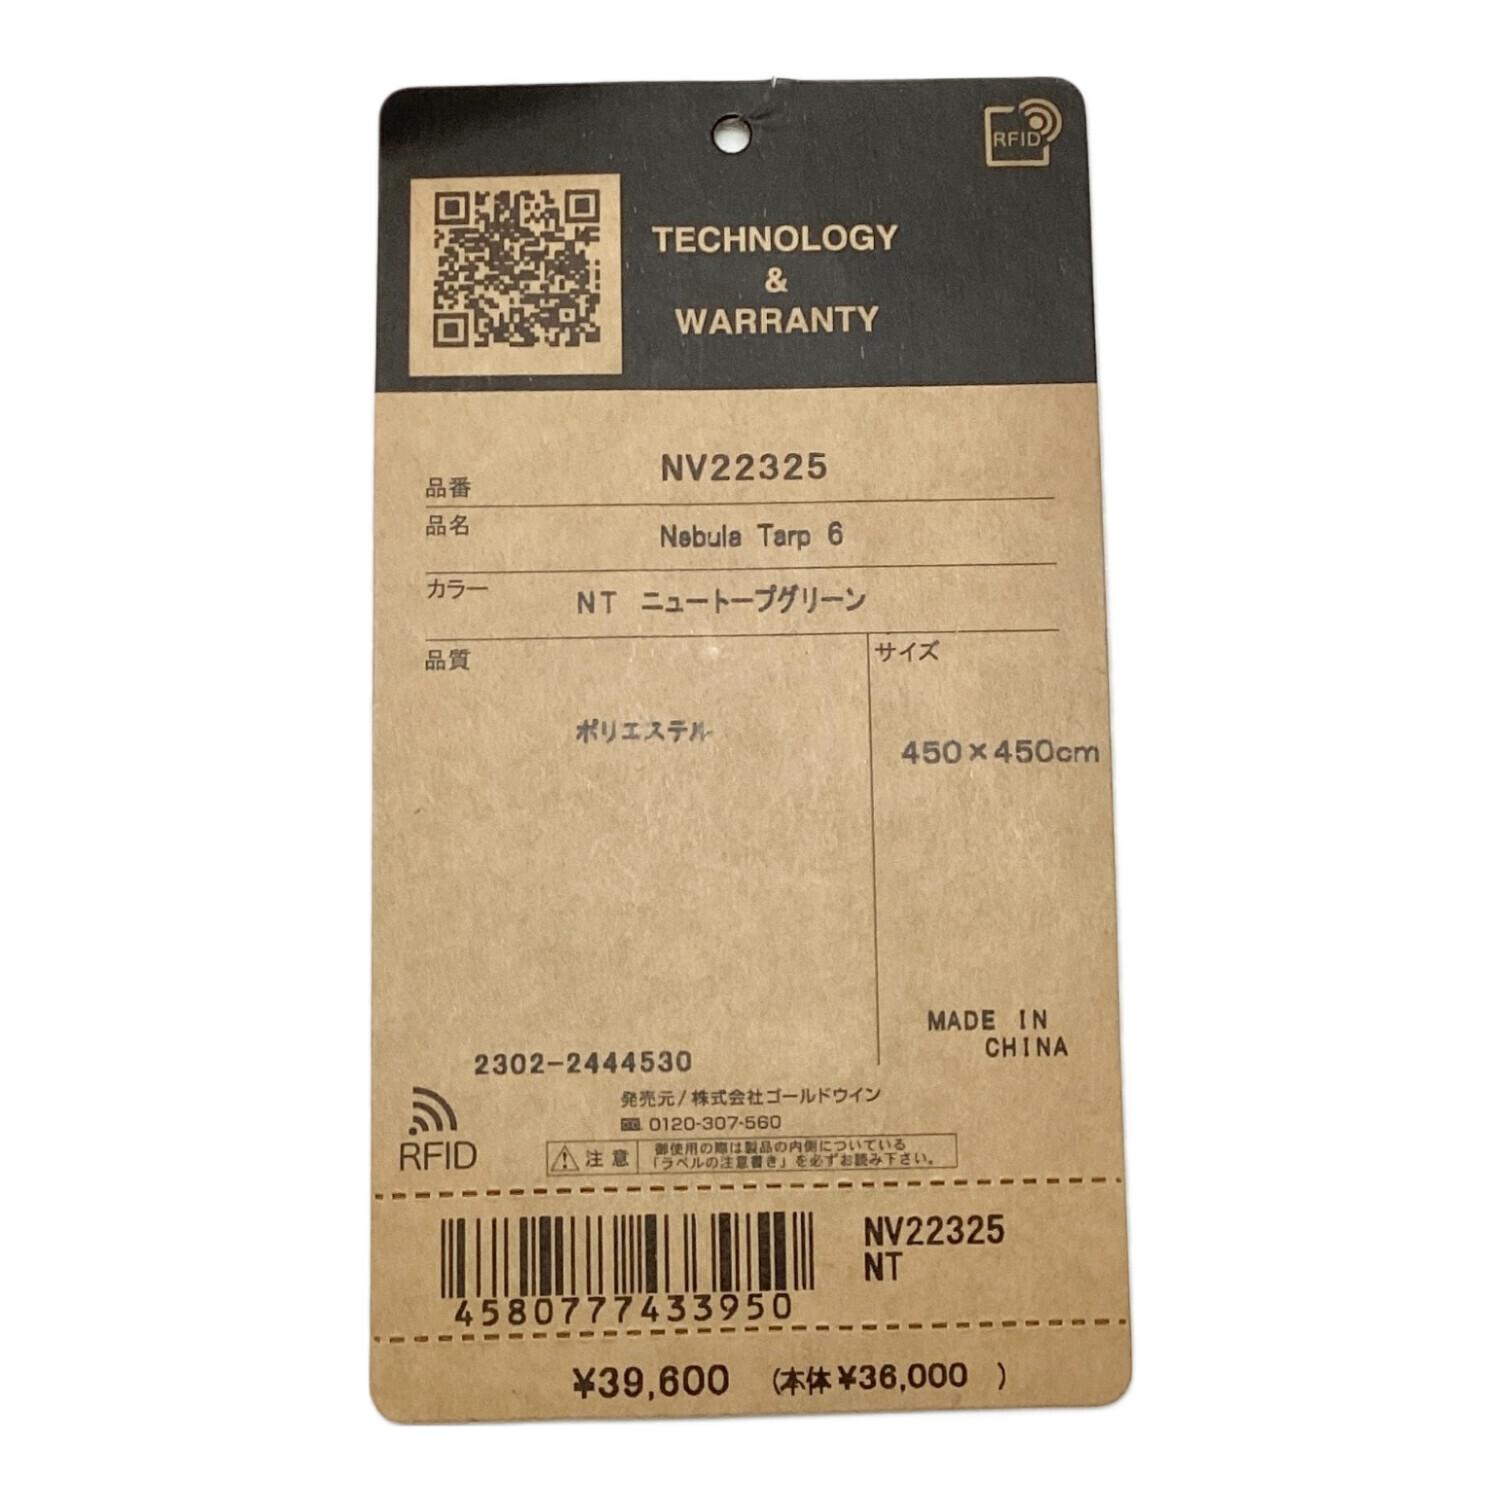 RFID
TECHNOLOGY
&
WARRANTY
品番 NV22325
品名 Nebula Tarp 6
カラー NT ニュートープグリーン
品質 サイズ
ポリエステル 450×450cm
MADE IN
CHINA
2302-2444530
発売元/株式会社ゴールドウイン
0120-307-560
RFID
注意 御使用の際は製品の内側についている
「ラベルの注意書き」を必ずお読み下さい。
NV22325
NT
4580777433950
¥39,600 (本体¥36,000 )